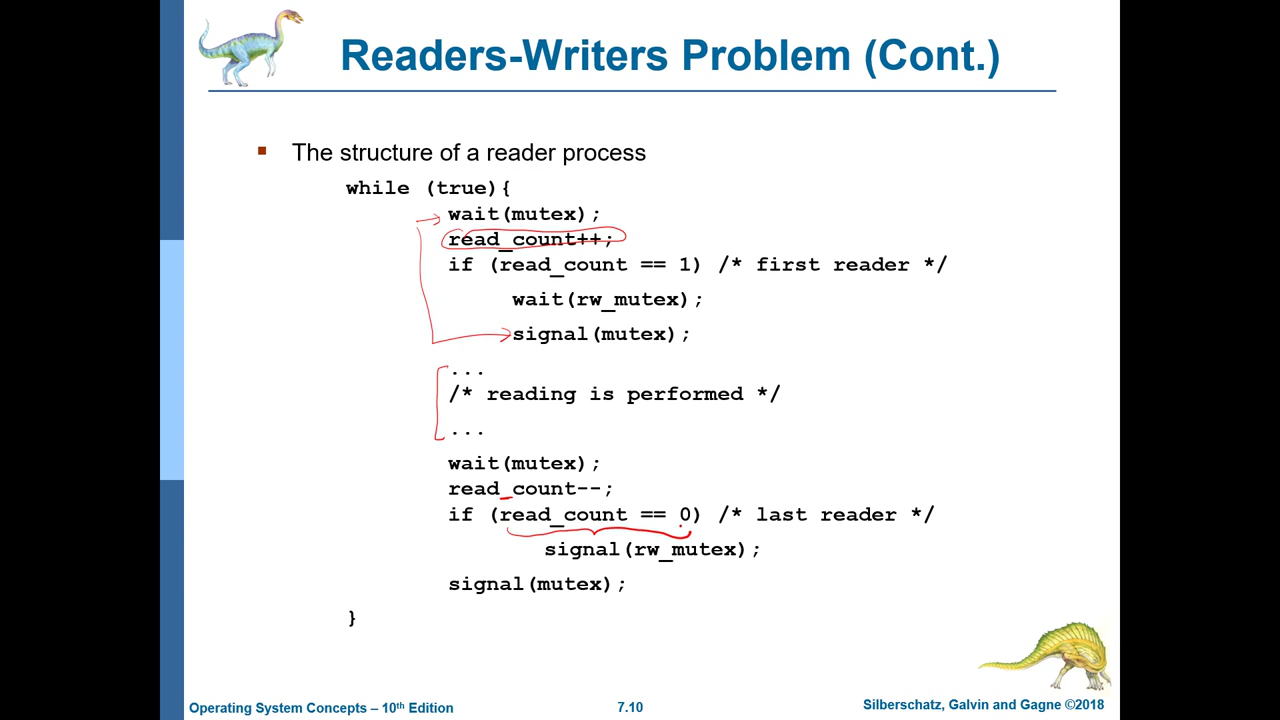 Readers-Writers Problem (Cont.)
The structure of a reader process
while (true){
wait(mutex);
read_count++;
if (read_count == 1) /* first reader */
wait(rw_mutex);
signal(mutex);
...
/* reading is performed */
...
wait(mutex);
read_count--;
if (read_count == 0) /* last reader */
signal(rw_mutex);
signal(mutex);
}
Operating System Concepts – 10th Edition
7.10
Silberschatz, Galvin and Gagne ©2018